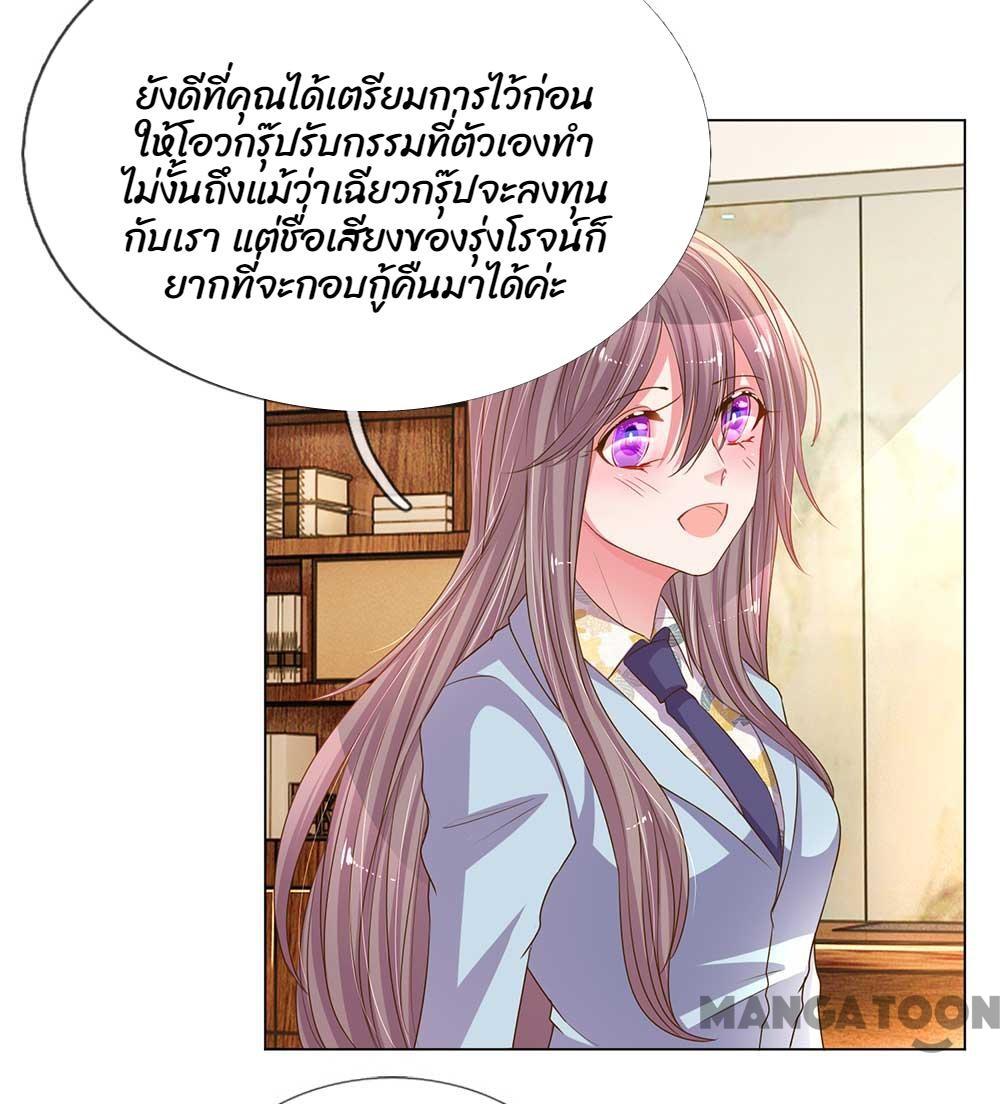 ยังดีที่คุณได้เตรียมการไว้ก่อน
ให้โอวกรุ๊ปรับกรรมที่ตัวเองทำ
ไม่งั้นถึงแม้ว่าเฉียวกรุ๊ปจะลงทุน
กับเรา แต่ชื่อเสียงของรุ่งโรจน์ก็
ยากที่จะกอบกู้คืนมาได้ค่ะ
MANGATOON